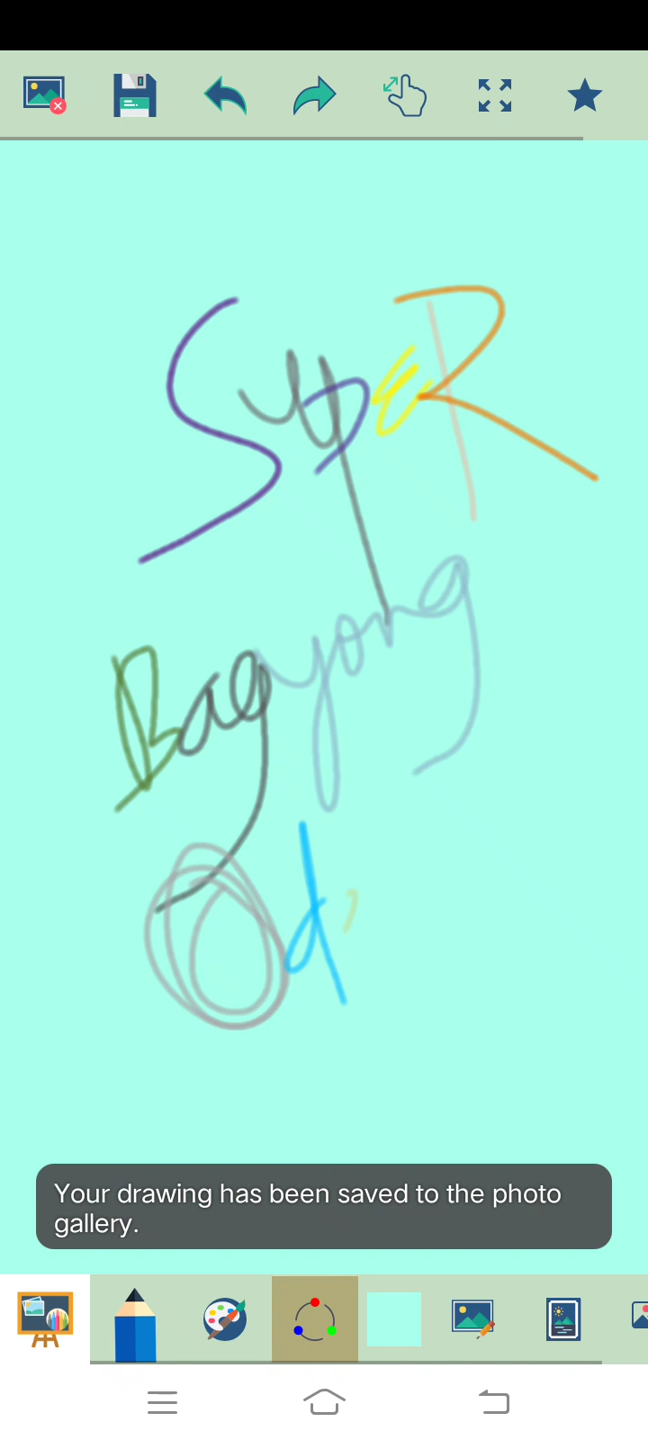 SupER
Bagyong
Od
Your drawing has been saved to the photo
gallery.